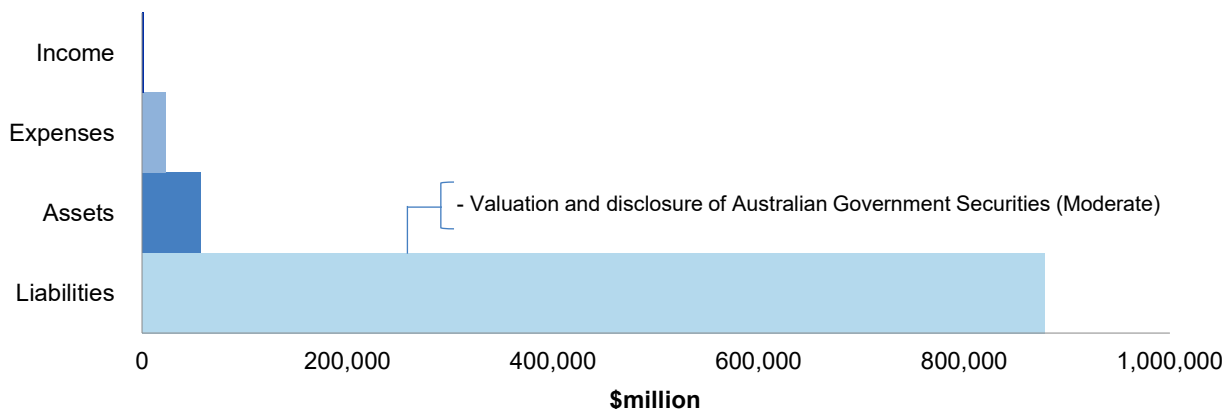 Income
Expenses
Assets
- Valuation and disclosure of Australian Government Securities (Moderate)
Liabilities
0 200,000 400,000 600,000 800,000 1,000,000
$million